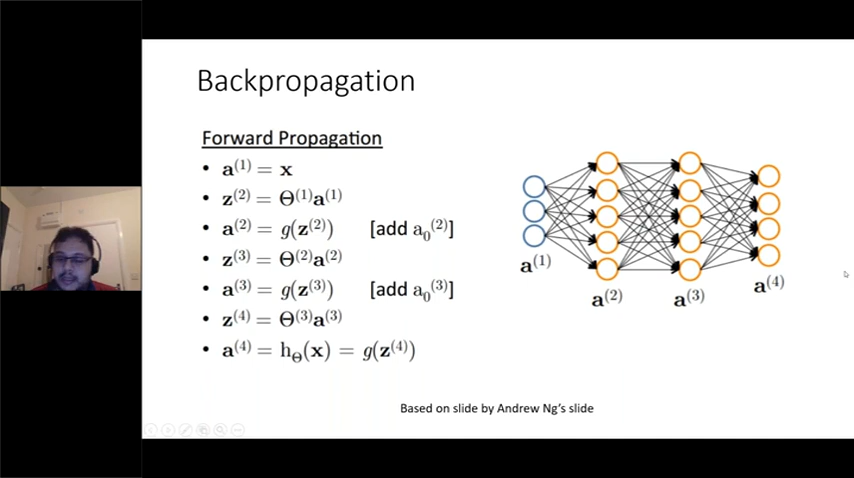 Backpropagation
Forward Propagation
• a⁽¹⁾ = x
• z⁽²⁾ = Θ⁽¹⁾a⁽¹⁾
• a⁽²⁾ = g(z⁽²⁾) [add a₀⁽²⁾]
• z⁽³⁾ = Θ⁽²⁾a⁽²⁾
• a⁽³⁾ = g(z⁽³⁾) [add a₀⁽³⁾]
• z⁽⁴⁾ = Θ⁽³⁾a⁽³⁾
• a⁽⁴⁾ = h_Θ(x) = g(z⁽⁴⁾)
a⁽¹⁾
a⁽²⁾
a⁽³⁾
a⁽⁴⁾
Based on slide by Andrew Ng's slide